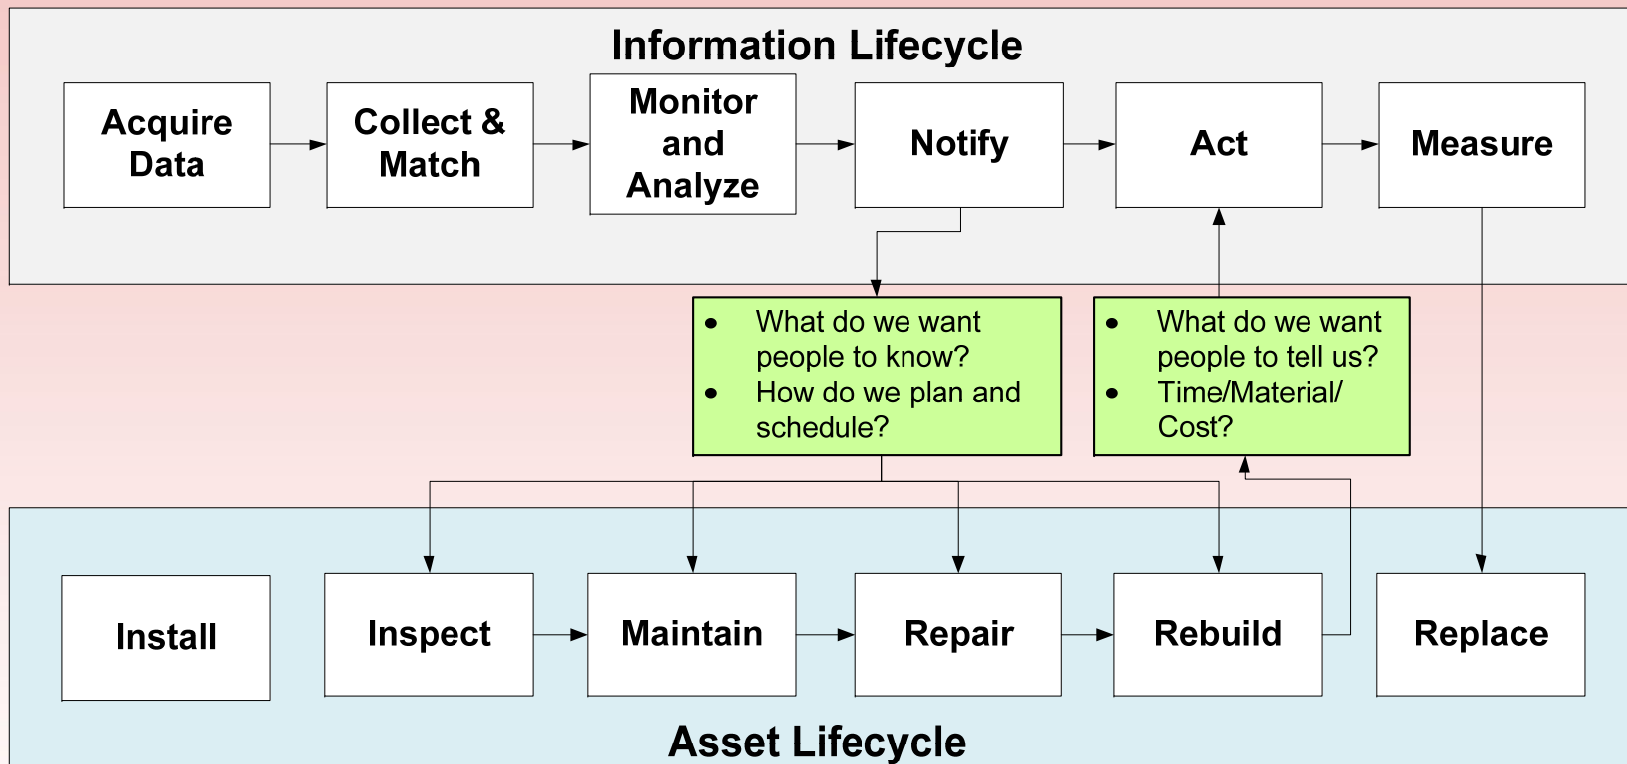 Information Lifecycle
Acquire
Data
Collect &
Match
Monitor
and
Analyze
Notify
Act
Measure
• What do we want
people to know?
• How do we plan and
schedule?
• What do we want
people to tell us?
• Time/Material/
Cost?
Install
Inspect
Maintain
Repair
Rebuild
Replace
Asset Lifecycle